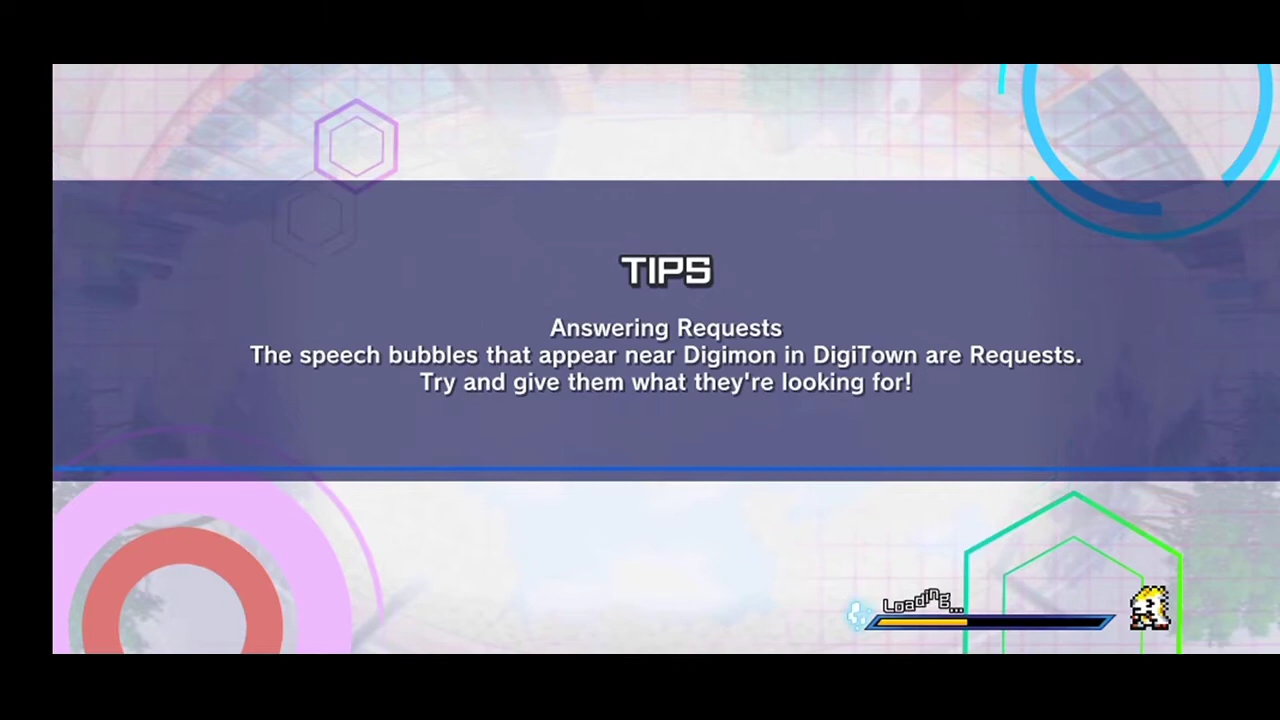 TIPS
Answering Requests
The speech bubbles that appear near Digimon in DigiTown are Requests.
Try and give them what they're looking for!
Loading...